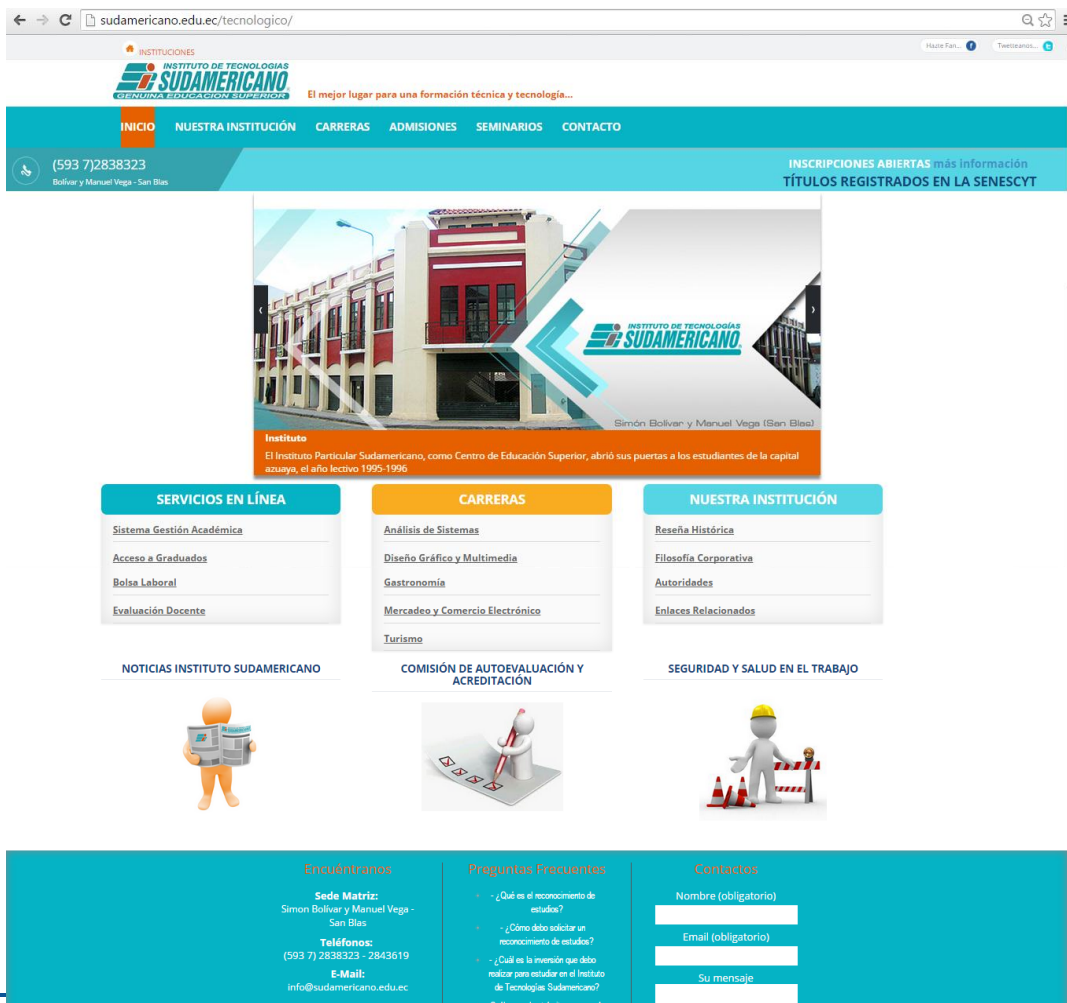 sudamericano.edu.ec/tecnologico/
INSTITUCIONES
Hazte Fan...
Twitteanos...
INSTITUTO DE TECNOLOGIAS
SUDAMERICANO
GENUINA EDUCACION SUPERIOR
El mejor lugar para una formación técnica y tecnología...
INICIO NUESTRA INSTITUCIÓN CARRERAS ADMISIONES SEMINARIOS CONTACTO
(593 7)2838323
Bolívar y Manuel Vega - San Blas
INSCRIPCIONES ABIERTAS más información
TÍTULOS REGISTRADOS EN LA SENESCYT
INSTITUTO DE TECNOLOGÍAS
SUDAMERICANO
Simón Bolívar y Manuel Vega (San Blas)
Instituto
El Instituto Particular Sudamericano, como Centro de Educación Superior, abrió sus puertas a los estudiantes de la capital
azuaya, el año lectivo 1995-1996
SERVICIOS EN LÍNEA
Sistema Gestión Académica
Acceso a Graduados
Bolsa Laboral
Evaluación Docente
CARRERAS
Análisis de Sistemas
Diseño Gráfico y Multimedia
Gastronomía
Mercadeo y Comercio Electrónico
Turismo
NUESTRA INSTITUCIÓN
Reseña Histórica
Filosofía Corporativa
Autoridades
Enlaces Relacionados
NOTICIAS INSTITUTO SUDAMERICANO
COMISIÓN DE AUTOEVALUACIÓN Y
ACREDITACIÓN
SEGURIDAD Y SALUD EN EL TRABAJO
Encuéntranos
Sede Matriz:
Simon Bolívar y Manuel Vega -
San Blas
Teléfonos:
(593 7) 2838323 - 2843619
E-Mail:
info@sudamericano.edu.ec
Preguntas Frecuentes
- ¿Qué es el reconocimiento de
estudios?
- ¿Cómo debo solicitar un
reconocimiento de estudios?
- ¿Cuál es la inversión que debo
realizar para estudiar en el Instituto
de Tecnologías Sudamericano?
Contactos
Nombre (obligatorio)
Email (obligatorio)
Su mensaje